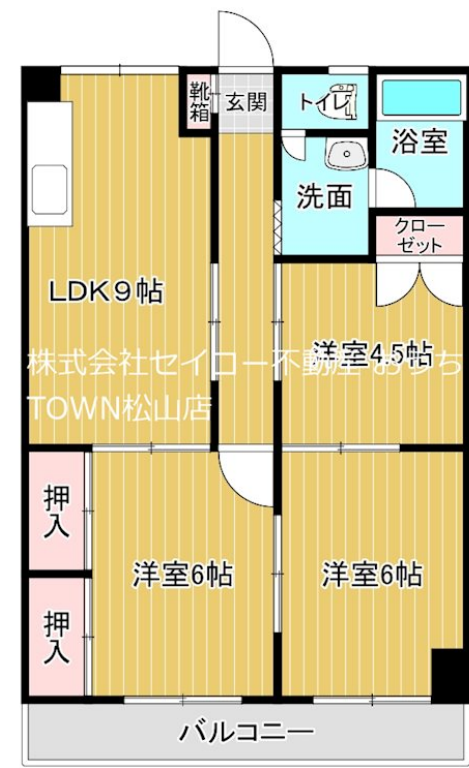 靴箱
玄関
トイレ
浴室
洗面
クロー
ゼット
LDK9帖
洋室4.5帖
株式会社セイロー不動産 おうち
TOWN松山店
押入
洋室6帖
洋室6帖
押入
バルコニー